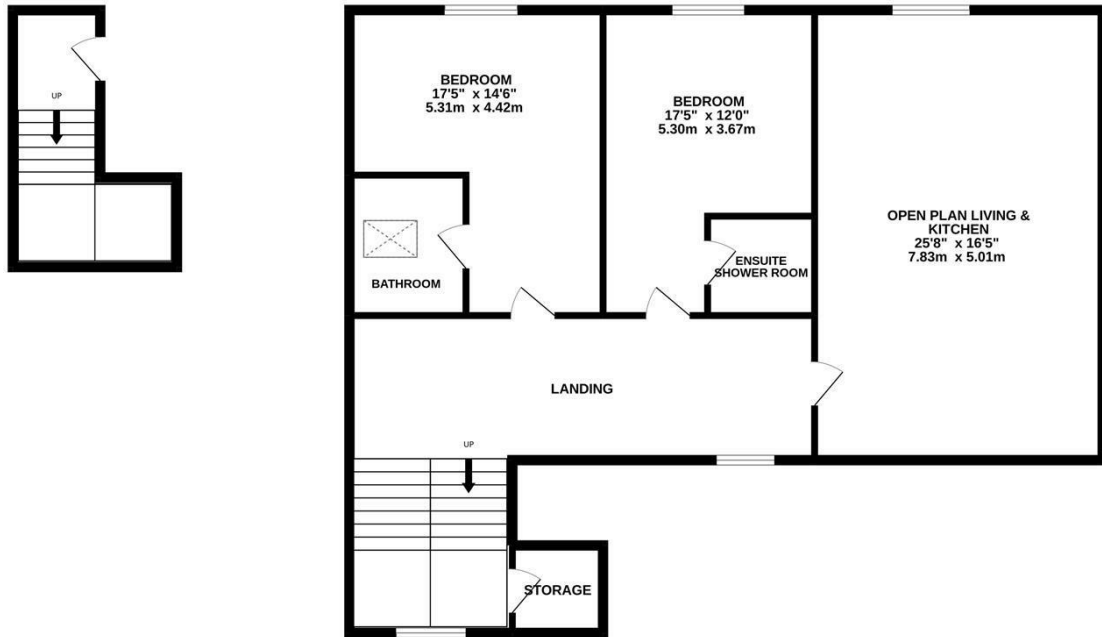 UP
BEDROOM
17'5" x 14'6"
5.31m x 4.42m
BEDROOM
17'5" x 12'0"
5.30m x 3.67m
OPEN PLAN LIVING &
KITCHEN
25'8" x 16'5"
7.83m x 5.01m
BATHROOM
ENSUITE
SHOWER ROOM
LANDING
UP
STORAGE